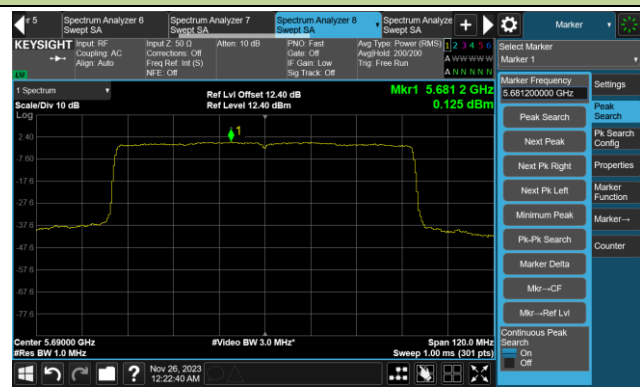 r 5
Spectrum Analyzer 6
Swept SA
Spectrum Analyzer 7
Swept SA
Spectrum Analyzer 8
Swept SA
Spectrum Analyze
Swept SA
Marker
KEYSIGHT
Input: RF
Coupling: AC
Align: Auto
Input Z: 50 Ω
Corrections: Off
Freq Ref: Int (S)
NFE: Off
Atten: 10 dB
PNO: Fast
Gate: Off
IF Gain: Low
Sig Track: Off
Avg Type: Power (RMS)
Avg|Hold: 200/200
Trig: Free Run
1 2 3 4 5 6
A W W W W W
A N N N N N
LVI
Select Marker
Marker 1
1 Spectrum
Scale/Div 10 dB
Log
Ref Lvl Offset 12.40 dB
Ref Level 12.40 dBm
Mkr1 5.681 2 GHz
0.125 dBm
1
2.40
-7.60
-17.6
-27.6
-37.6
-47.6
-57.6
-67.6
-77.6
Center 5.69000 GHz
#Res BW 1.0 MHz
#Video BW 3.0 MHz*
Span 120.0 MHz
Sweep 1.00 ms (301 pts)
Marker Frequency
5.681200000 GHz
Peak Search
Next Peak
Next Pk Right
Next Pk Left
Minimum Peak
Pk-Pk Search
Marker Delta
Mkr→CF
Mkr→Ref Lvl
Continuous Peak
Search
On
Off
Settings
Peak
Search
Pk Search
Config
Properties
Marker
Function
Marker→
Counter
Nov 26, 2023
12:22:40 AM